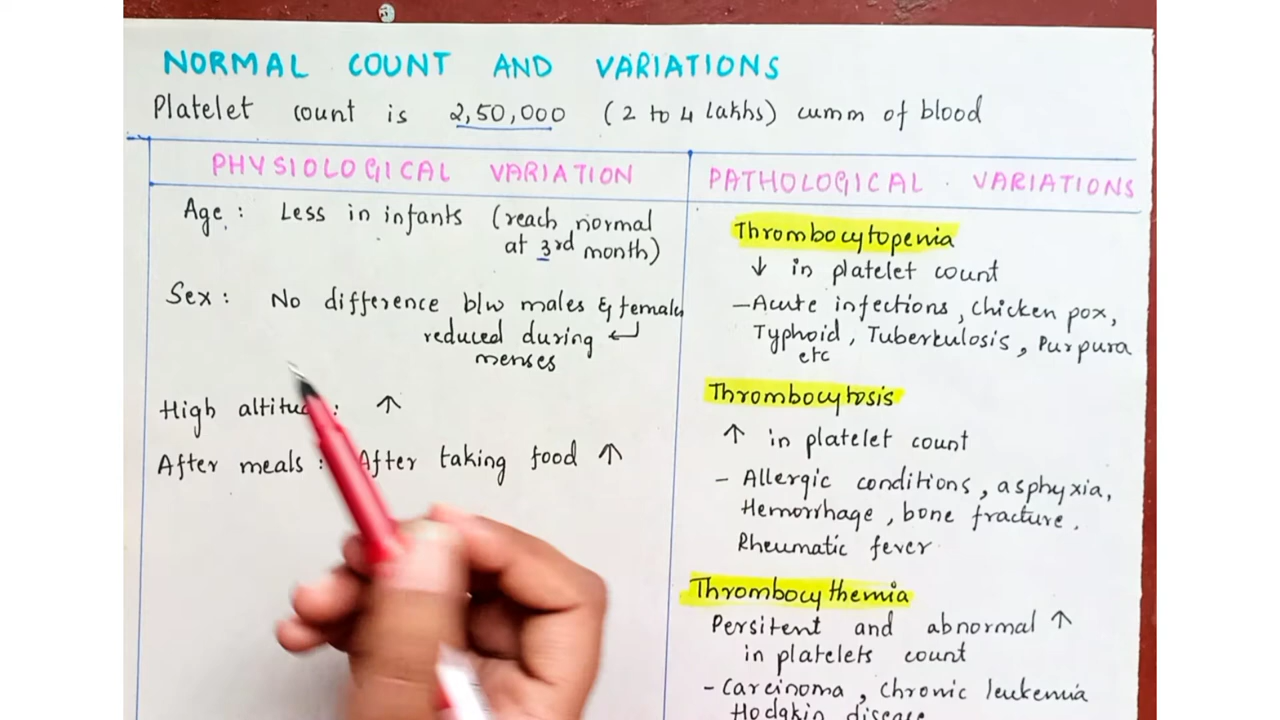 NORMAL COUNT AND VARIATIONS
Platelet count is 2,50,000 (2 to 4 lakhs) cumm of blood
PHYSIOLOGICAL VARIATION
Age: Less in infants (reach normal
at 3rd month)
Sex: No difference b/w males & female
reduced during
menses
High altitude: ↑
After meals: After taking food ↑
PATHOLOGICAL VARIATIONS
Thrombocytopenia
↓ in platelet count
- Acute infections, chicken pox,
Typhoid, Tuberkulosis, Purpura
etc
Thrombocytosis
↑ in platelet count
- Allergic conditions, asphyxia,
Hemorrhage, bone fracture.
Rheumatic fever
Thrombocythemia
Persitent and abnormal ↑
in platelets count
- Carcinoma, chronic leukemia
Hodgkin disease